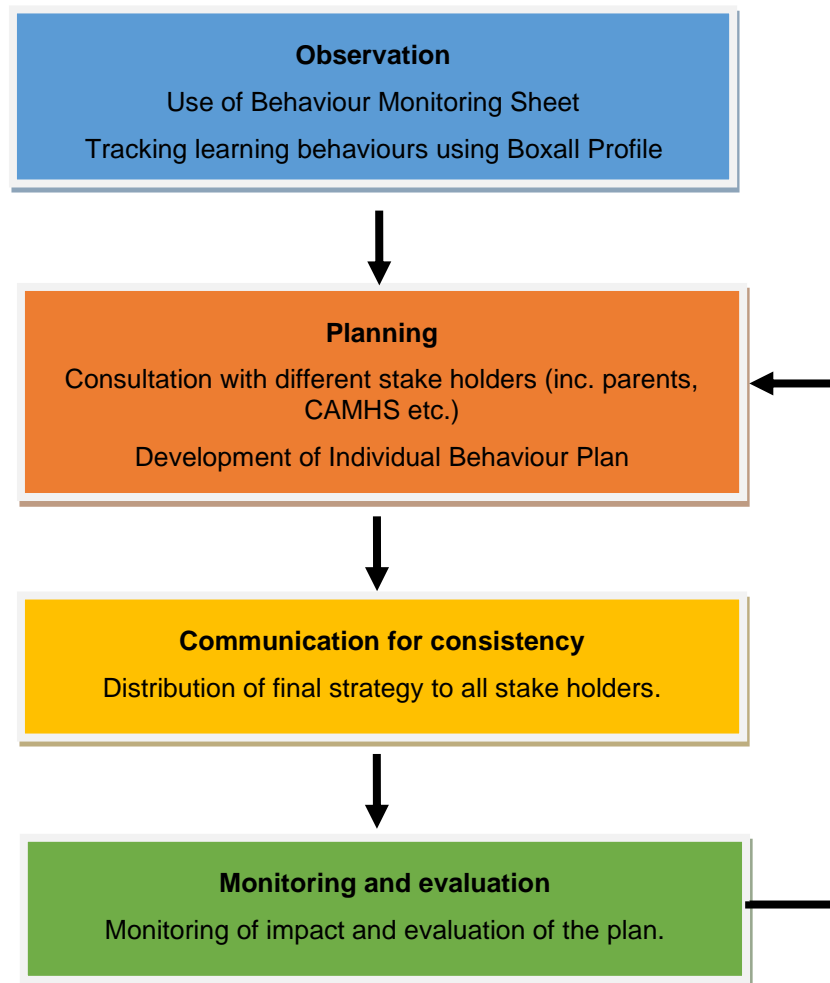 Observation
Use of Behaviour Monitoring Sheet
Tracking learning behaviours using Boxall Profile
Planning
Consultation with different stake holders (inc. parents,
CAMHS etc.)
Development of Individual Behaviour Plan
Communication for consistency
Distribution of final strategy to all stake holders.
Monitoring and evaluation
Monitoring of impact and evaluation of the plan.